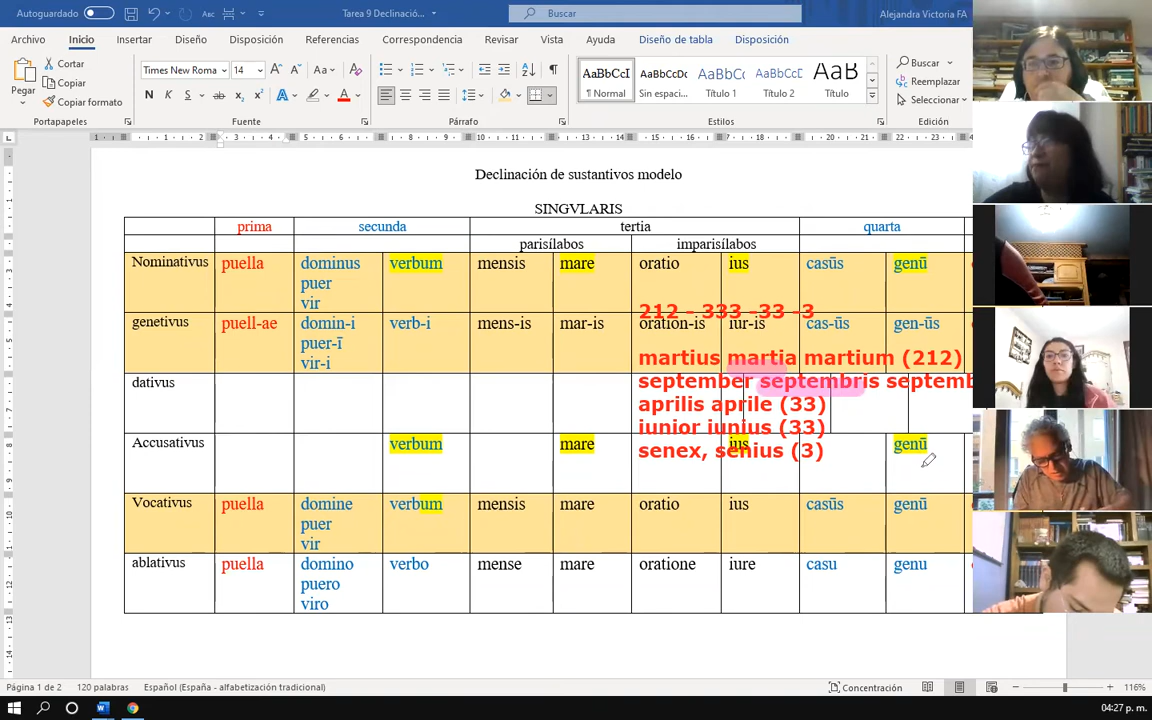 Autoguardado
Tarea 9 Declinació...
Buscar
Alejandra Victoria FA
Archivo Inicio Insertar Diseño Disposición Referencias Correspondencia Revisar Vista Ayuda Diseño de tabla Disposición
Pegar
Cortar
Copiar
Copiar formato
Portapapeles
Times New Roma 14
N K S ab x₂ x² A
Fuente
Párrafo
AaBbCcI AaBbCcDc AaBbC AaBbCcI AaBb
¶ Normal Sin espaci... Título 1 Título 2 Título
Estilos
Buscar
Reemplazar
Seleccionar
Edición
Declinación de sustantivos modelo
SINGVLARIS
prima secunda tertia quarta
parisílabos imparisílabos
Nominativus puella dominus verbum mensis mare oratio ius casūs genū
puer
vir
genetivus puell-ae domin-i verb-i mens-is mar-is oration-is iur-is cas-ūs gen-ūs
puer-ī
vir-i
dativus
Accusativus verbum mare ius genū
Vocativus puella domine verbum mensis mare oratio ius casūs genū
puer
vir
ablativus puella domino verbo mense mare oratione iure casu genu
puero
viro
212 - 333 -33 -3
martius martia martium (212)
september septembris septemb
aprilis aprile (33)
iunior iunius (33)
senex, senius (3)
Página 1 de 2 120 palabras Español (España - alfabetización tradicional) Concentración 116%
04:27 p. m.